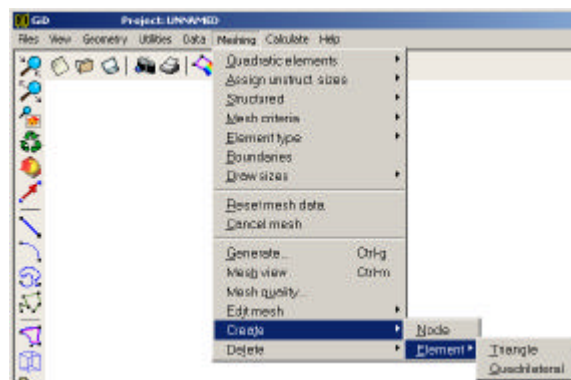 GiD Project: UNNAMED
Files View Geometry Utilities Data Meshing Calculate Help
Quadratic elements
Assign unstruct sizes
Structured
Mesh criteria
Element type
Boundaries
Draw sizes
Reset mesh data
Cancel mesh
Generate... Ctrl-g
Mesh view Ctrl-m
Mesh quality...
Edit mesh
Create Node
Delete Element Triangle
Quadrilateral